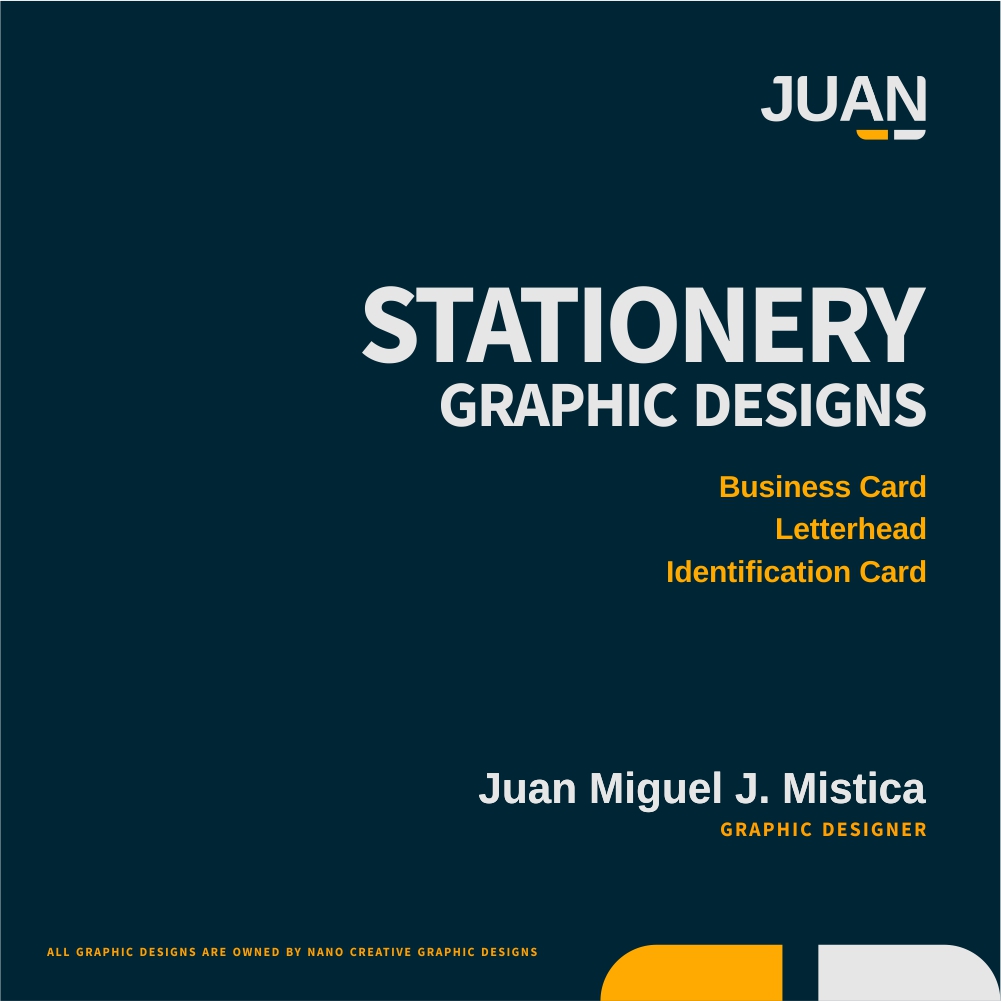 JUAN
STATIONERY
GRAPHIC DESIGNS
Business Card
Letterhead
Identification Card
Juan Miguel J. Mistica
GRAPHIC DESIGNER
ALL GRAPHIC DESIGNS ARE OWNED BY NANO CREATIVE GRAPHIC DESIGNS